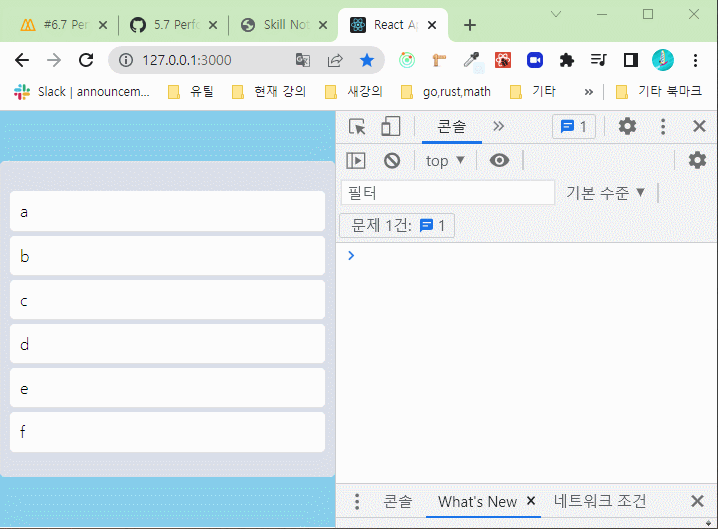 #6.7 Per
5.7 Perfo
Skill Not
React Ap
127.0.0.1:3000
Slack | announcem... 유틸 현재 강의 새강의 go,rust,math 기타 » 기타 북마크
콘솔 » 1
top ▼
필터 기본 수준 ▼
문제 1건: 1
a
b
c
d
e
f
콘솔 What's New × 네트워크 조건